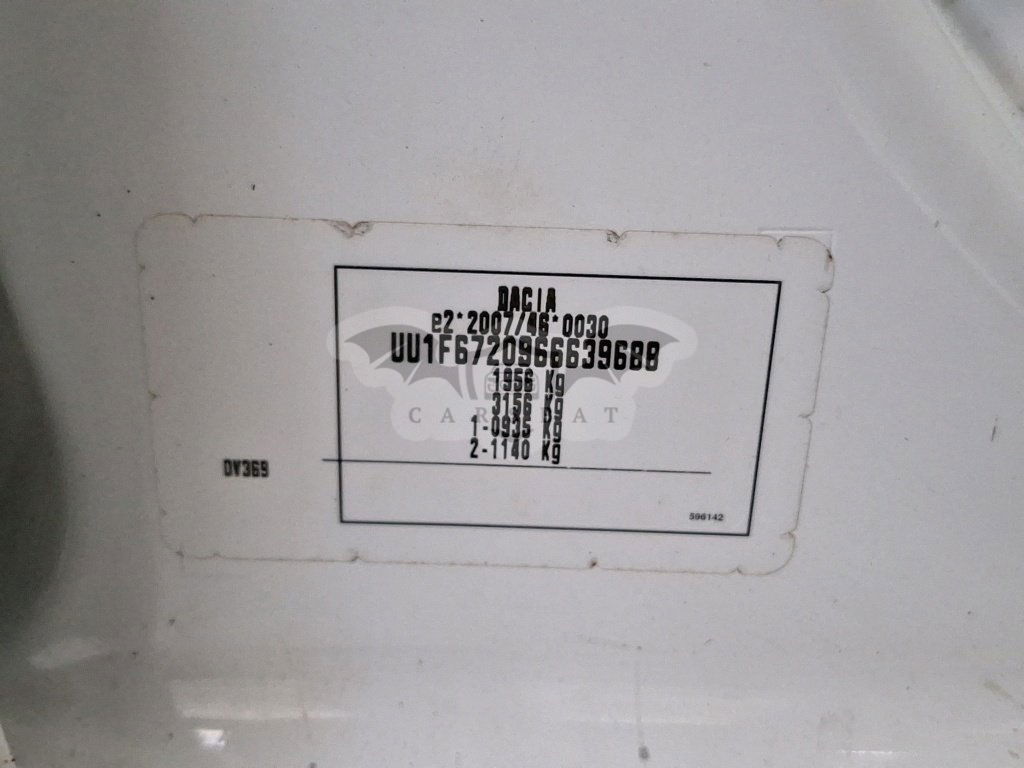 DACIA
e2*2007/46*0030
UU1F6720966639688
1956 Kg
3156 Kg
1-0935 Kg
2-1140 Kg
DV369
596142